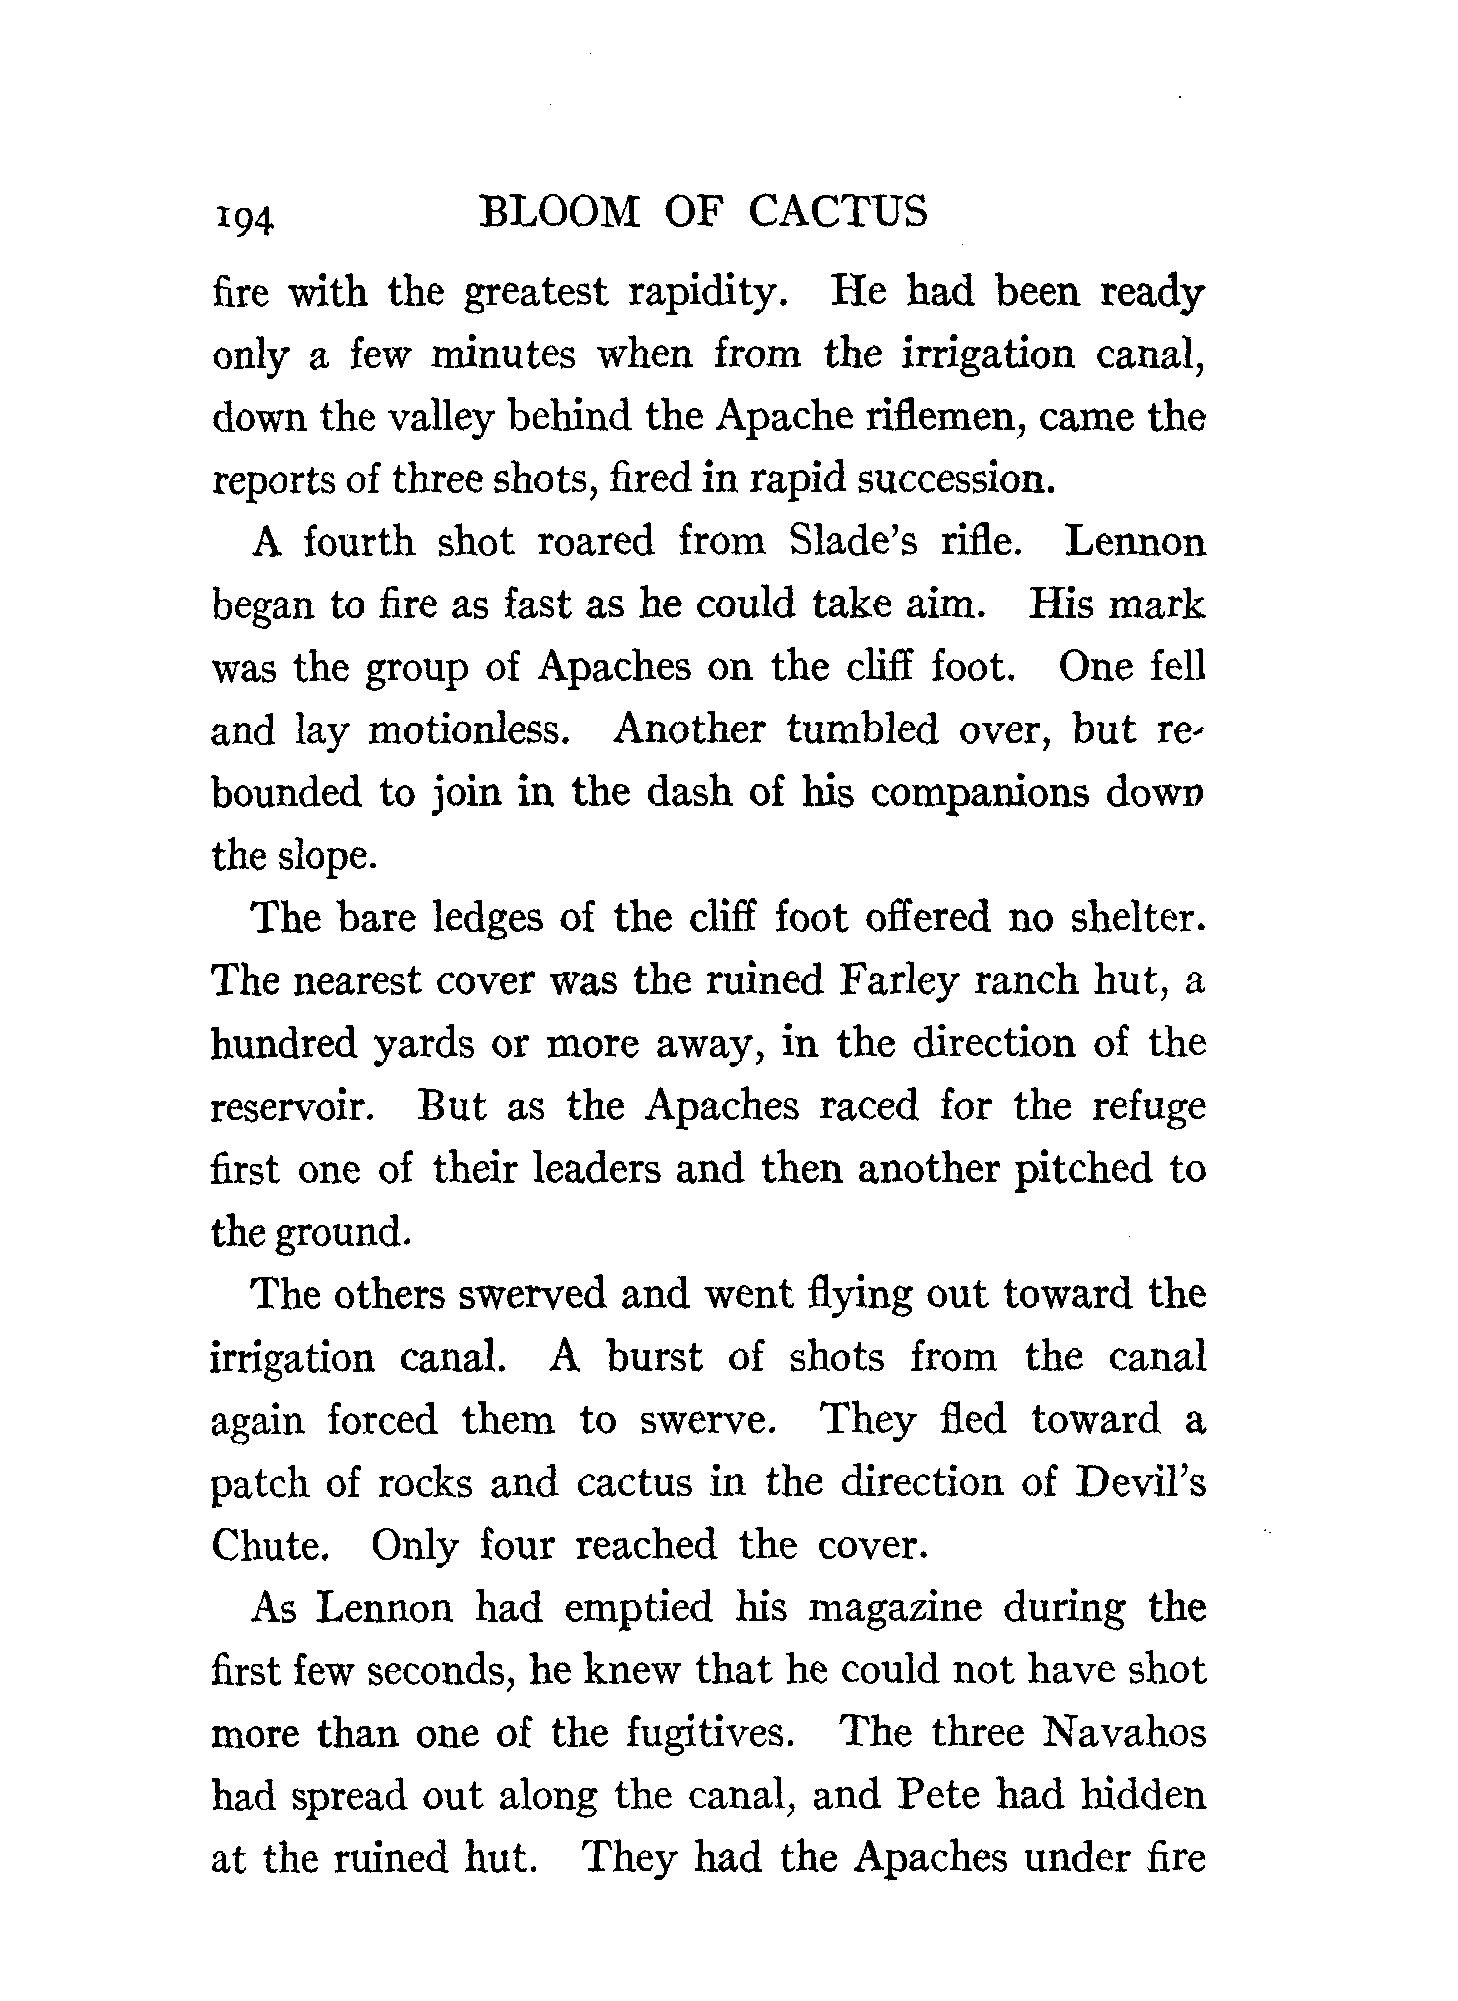 194 BLOOM OF CACTUS
fire with the greatest rapidity. He had been ready
only a few minutes when from the irrigation canal,
down the valley behind the Apache riflemen, came the
reports of three shots, fired in rapid succession.
A fourth shot roared from Slade's rifle. Lennon
began to fire as fast as he could take aim. His mark
was the group of Apaches on the cliff foot. One fell
and lay motionless. Another tumbled over, but re-
bounded to join in the dash of his companions down
the slope.
The bare ledges of the cliff foot offered no shelter.
The nearest cover was the ruined Farley ranch hut, a
hundred yards or more away, in the direction of the
reservoir. But as the Apaches raced for the refuge
first one of their leaders and then another pitched to
the ground.
The others swerved and went flying out toward the
irrigation canal. A burst of shots from the canal
again forced them to swerve. They fled toward a
patch of rocks and cactus in the direction of Devil's
Chute. Only four reached the cover.
As Lennon had emptied his magazine during the
first few seconds, he knew that he could not have shot
more than one of the fugitives. The three Navahos
had spread out along the canal, and Pete had hidden
at the ruined hut. They had the Apaches under fire